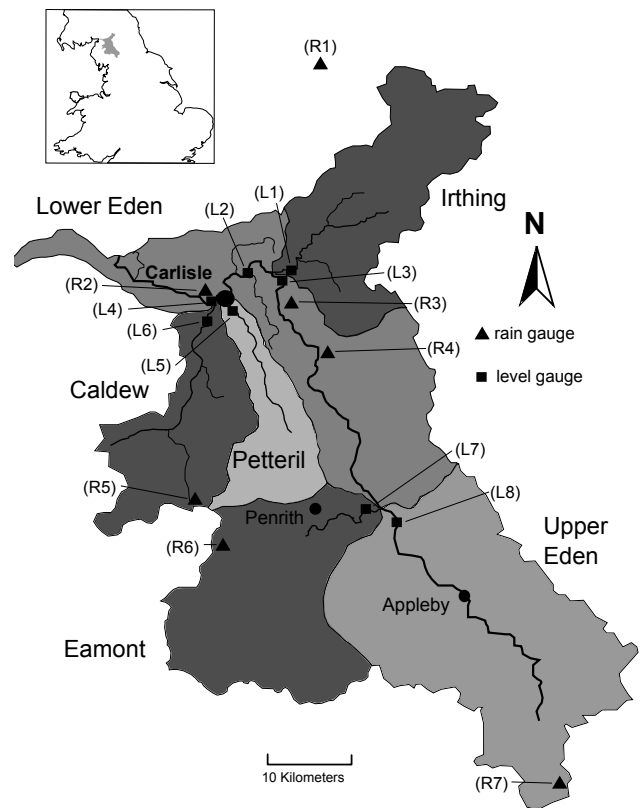 (R1)
Irthing
Lower Eden
(L2)
(L1)
N
Carlisle
(R2)
(L3)
(L4)
(R3)
(L6)
rain gauge
(R4)
(L5)
level gauge
Caldew
Petteril
(L7)
(R5)
(L8)
Penrith
Upper
Eden
(R6)
Appleby
Eamont
10 Kilometers
(R7)